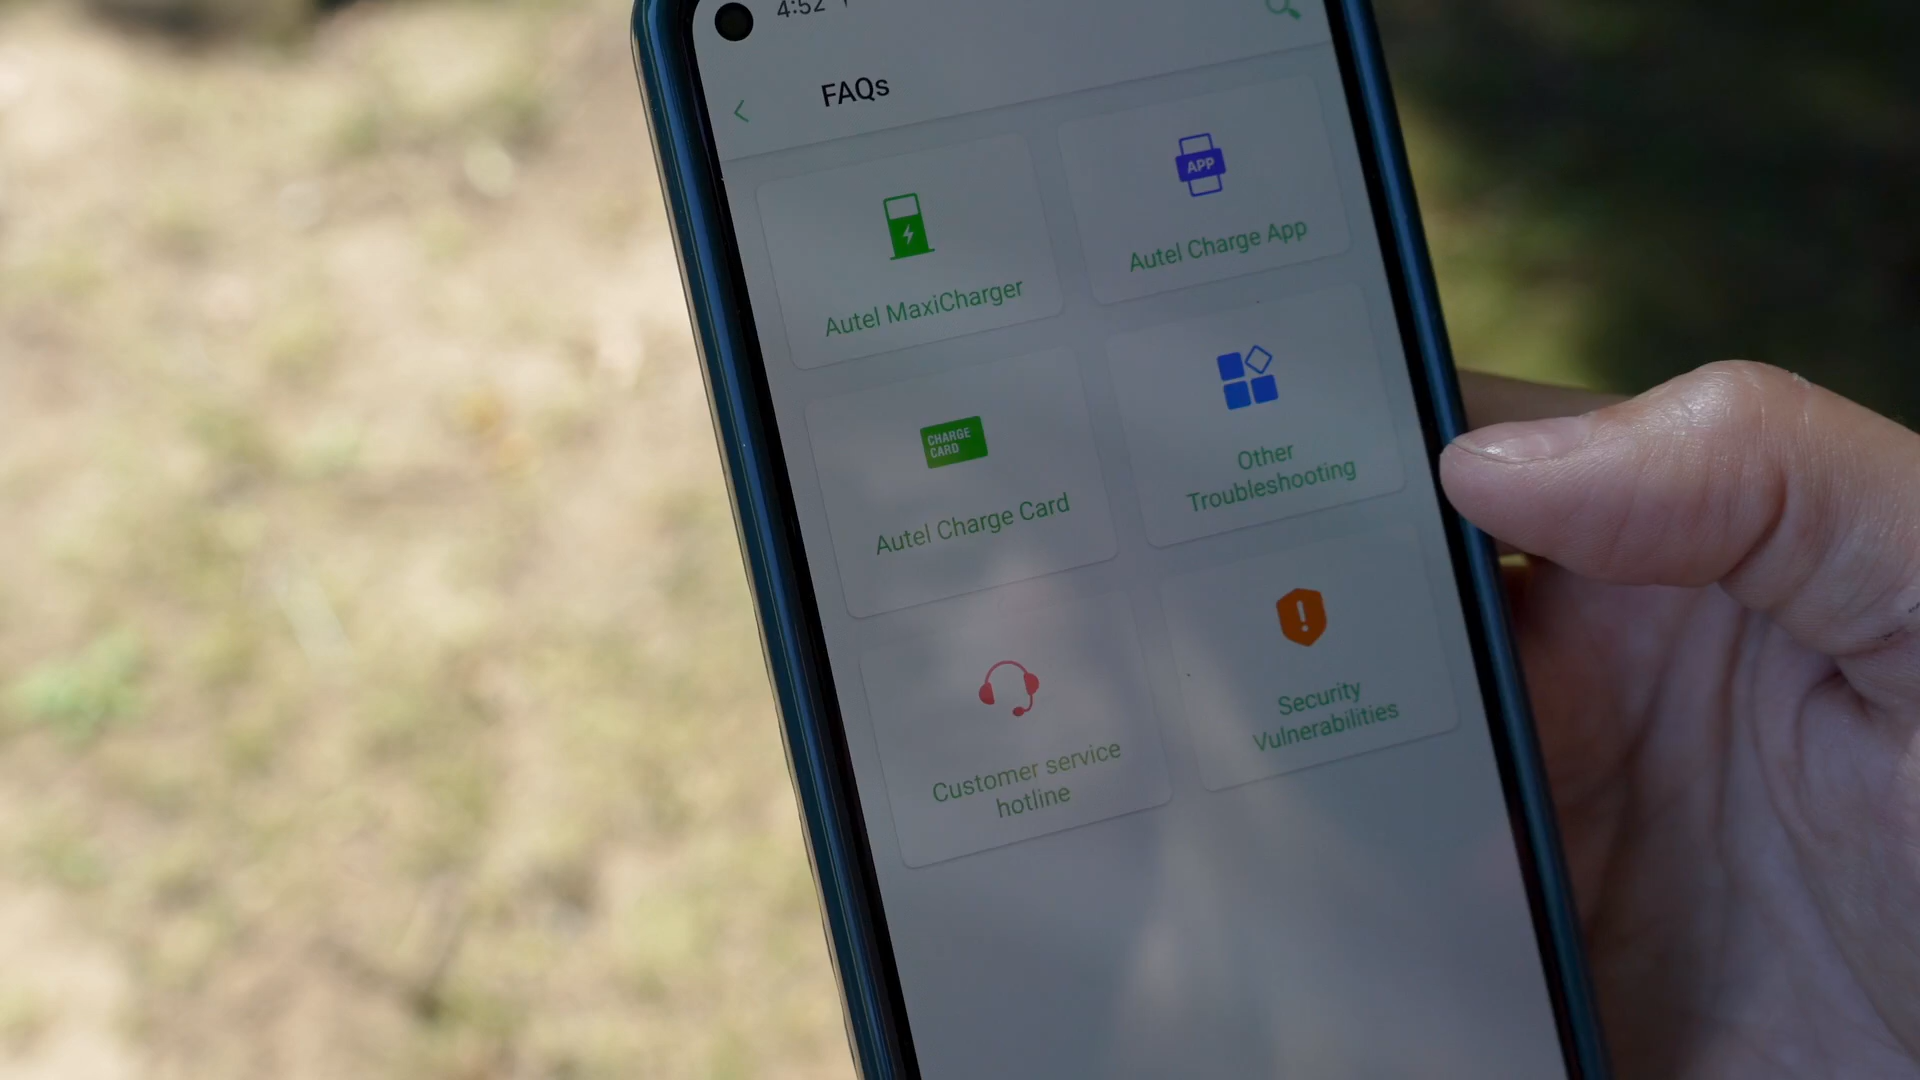 4:52
FAQs
Autel MaxiCharger
APP
Autel Charge App
CHARGE
CARD
Autel Charge Card
Other
Troubleshooting
Customer service
hotline
Security
Vulnerabilities